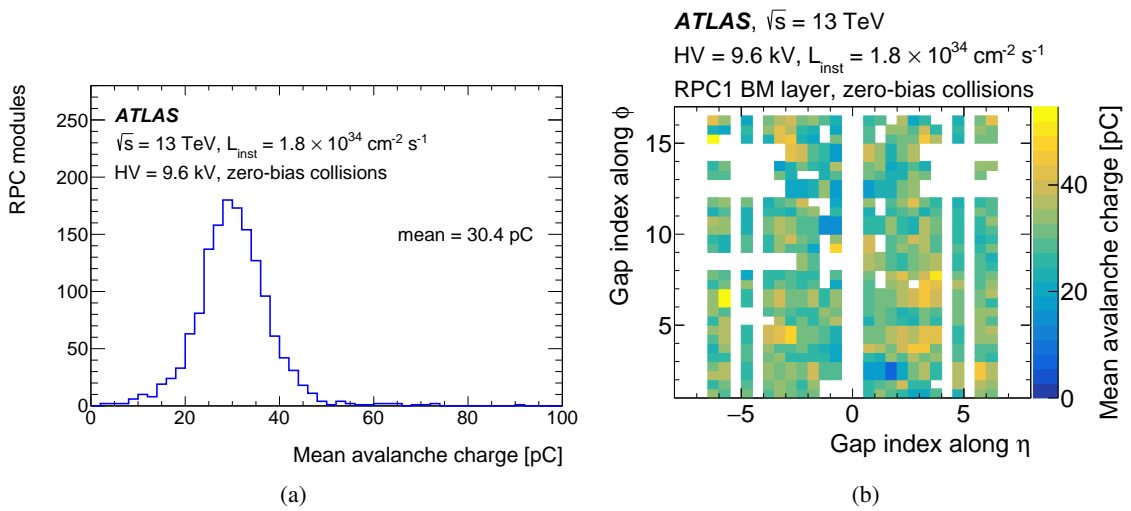 ATLAS
√s = 13 TeV, L_inst = 1.8 × 10^34 cm^-2 s^-1
HV = 9.6 kV, zero-bias collisions
mean = 30.4 pC
RPC modules
250
200
150
100
50
0
0 20 40 60 80 100
Mean avalanche charge [pC]
(a)
ATLAS, √s = 13 TeV
HV = 9.6 kV, L_inst = 1.8 × 10^34 cm^-2 s^-1
RPC1 BM layer, zero-bias collisions
Gap index along ϕ
15
10
5
−5 0 5
Gap index along η
40
20
0
Mean avalanche charge [pC]
(b)